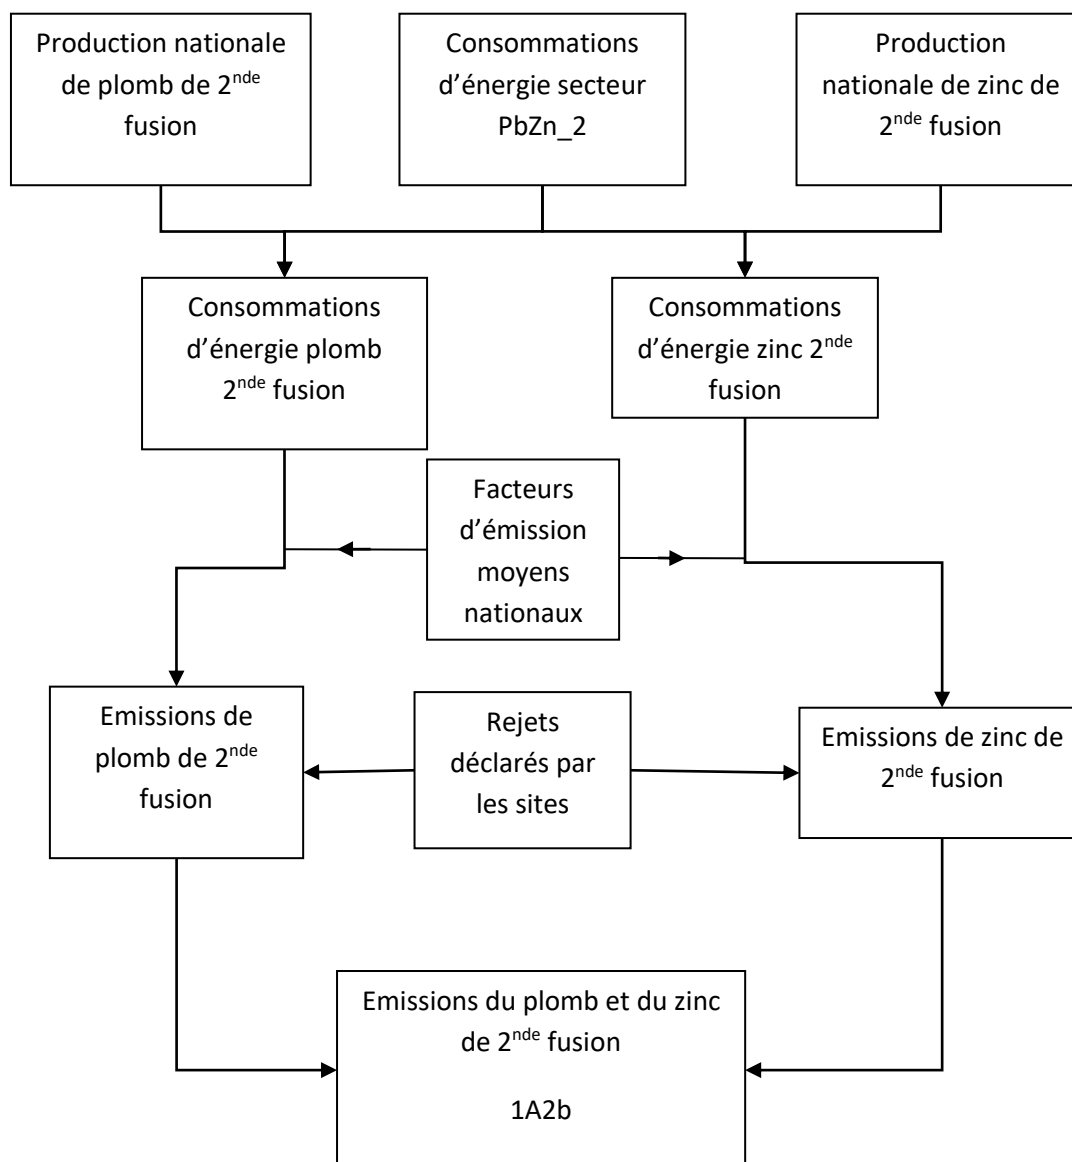 Production nationale
de plomb de 2nde
fusion
Consommations
d’énergie secteur
PbZn_2
Production
nationale de zinc de
2nde fusion
Consommations
d’énergie plomb
2nde fusion
Consommations
d’énergie zinc 2nde
fusion
Facteurs
d’émission
moyens
nationaux
Emissions de
plomb de 2nde
fusion
Rejets
déclarés par
les sites
Emissions de zinc de
2nde fusion
Emissions du plomb et du zinc
de 2nde fusion
1A2b